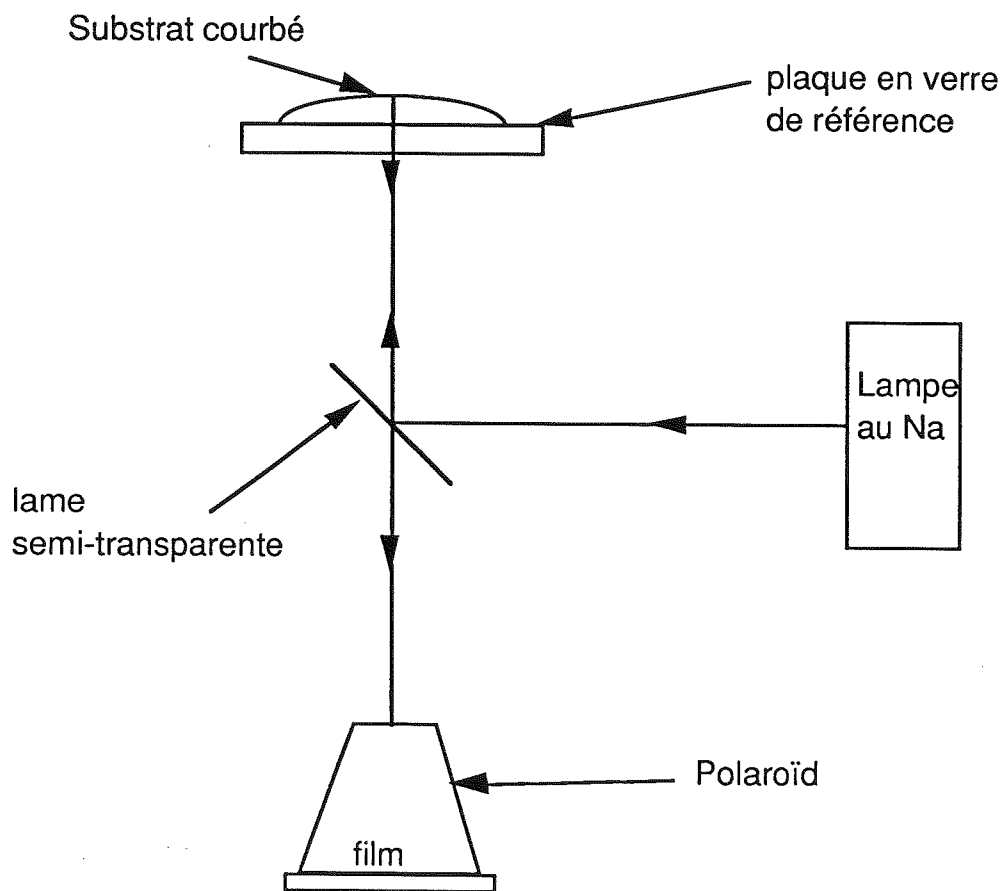 Substrat courbé
plaque en verre
de référence
Lampe
au Na
lame
semi-transparente
Polaroïd
film